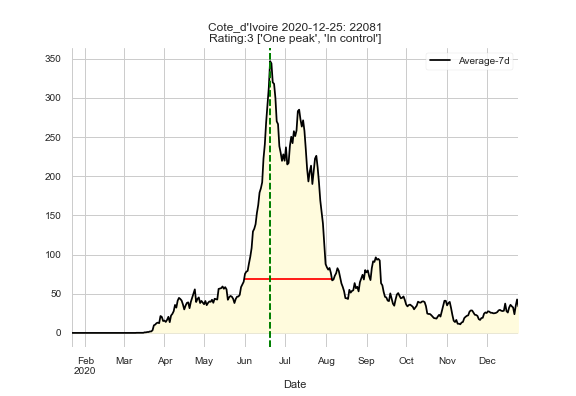 Cote_d'Ivoire 2020-12-25: 22081
Rating:3 ['One peak', 'In control']
Average-7d
350
300
250
200
150
100
50
0
Feb Mar Apr May Jun Jul Aug Sep Oct Nov Dec
2020
Date